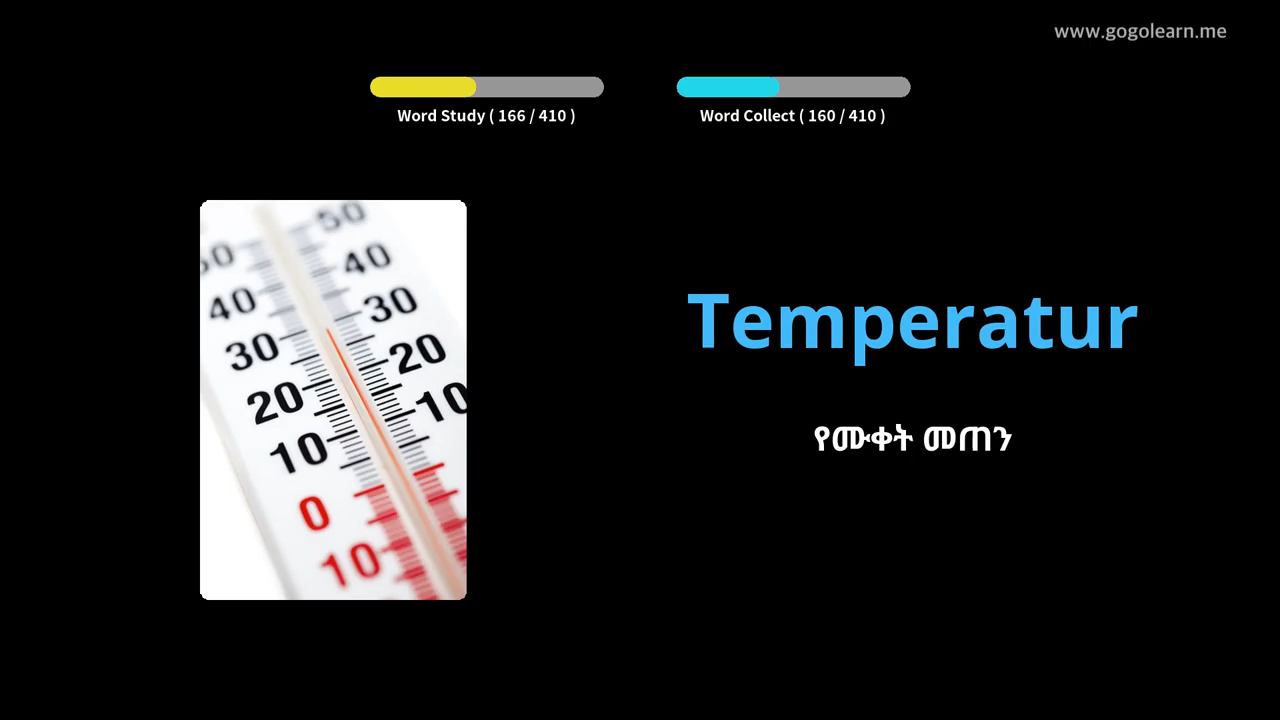 www.gogolearn.me
Word Study ( 166 / 410 )
Word Collect ( 160 / 410 )
50
50
40
40
30
30
20
20
10
10
0
10
Temperatur
የሙቀት መጠን